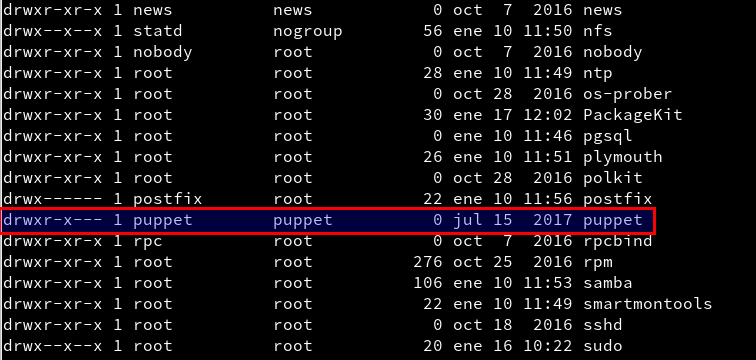 drwxr-xr-x 1 news news 0 oct 7 2016 news
drwx--x--x 1 statd nogroup 56 ene 10 11:50 nfs
drwxr-xr-x 1 nobody root 0 oct 7 2016 nobody
drwxr-xr-x 1 root root 28 ene 10 11:49 ntp
drwxr-xr-x 1 root root 0 oct 28 2016 os-prober
drwxr-xr-x 1 root root 30 ene 17 12:02 PackageKit
drwxr-xr-x 1 root root 0 ene 10 11:46 pgsql
drwxr-xr-x 1 root root 26 ene 10 11:51 plymouth
drwxr-xr-x 1 root root 0 oct 28 2016 polkit
drwx------ 1 postfix root 22 ene 10 11:56 postfix
drwxr-x--- 1 puppet puppet 0 jul 15 2017 puppet
drwxr-xr-x 1 rpc root 0 oct 7 2016 rpcbind
drwxr-xr-x 1 root root 276 oct 25 2016 rpm
drwxr-xr-x 1 root root 106 ene 10 11:53 samba
drwxr-xr-x 1 root root 22 ene 10 11:49 smartmontools
drwxr-xr-x 1 root root 0 oct 18 2016 sshd
drwx--x--x 1 root root 20 ene 16 10:22 sudo